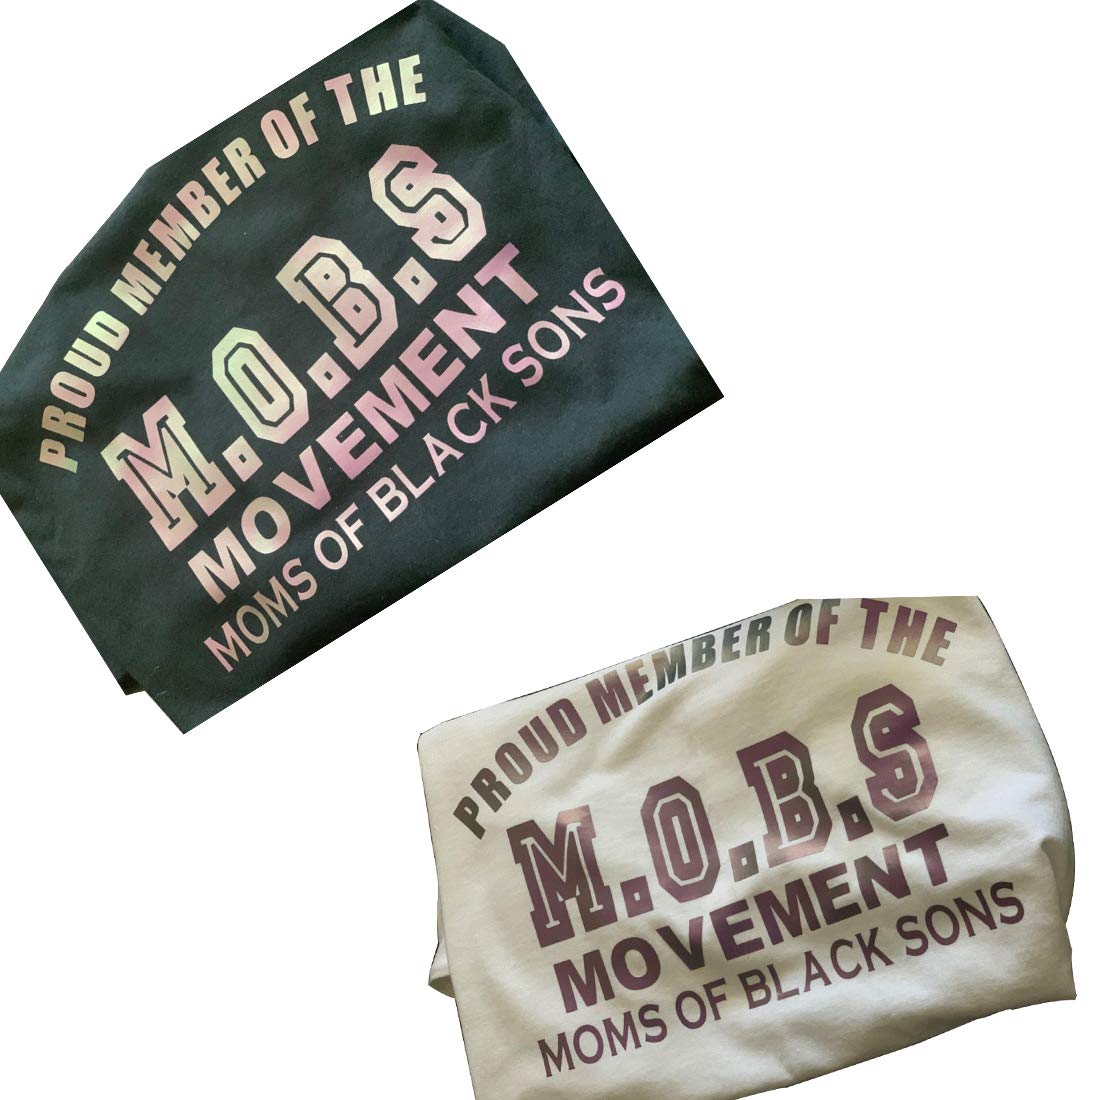 PROUD MEMBER OF THE
M.O.B.S
MOVEMENT
MOMS OF BLACK SONS
PROUD MEMBER OF THE
M.O.B.S
MOVEMENT
MOMS OF BLACK SONS